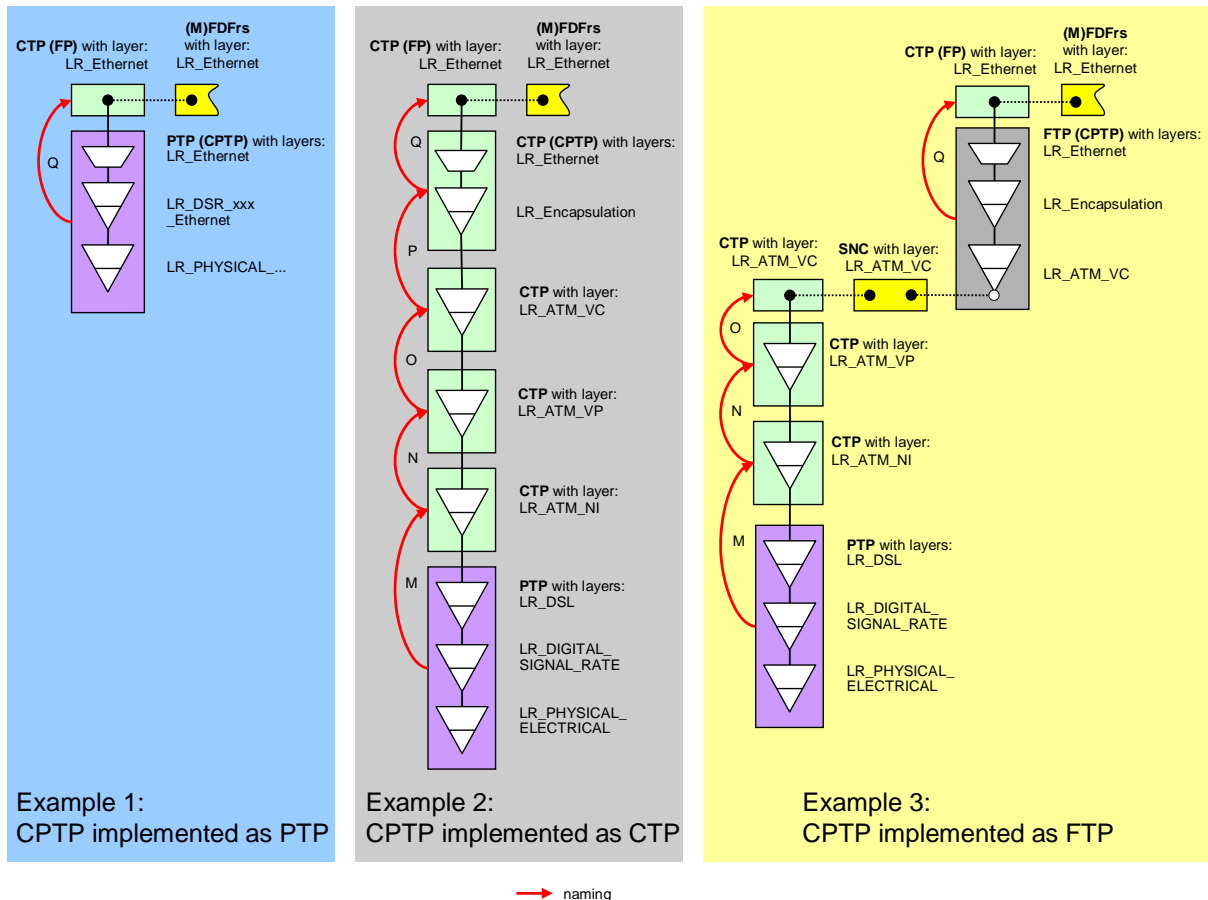 (M)FDFrs
with layer:
LR_Ethernet
CTP (FP) with layer:
LR_Ethernet
Q
PTP (CPTP) with layers:
LR_Ethernet
LR_DSR_xxx
_Ethernet
LR_PHYSICAL_...
Example 1:
CPTP implemented as PTP
(M)FDFrs
with layer:
LR_Ethernet
CTP (FP) with layer:
LR_Ethernet
Q
CTP (CPTP) with layers:
LR_Ethernet
LR_Encapsulation
P
CTP with layer:
LR_ATM_VC
O
CTP with layer:
LR_ATM_VP
N
CTP with layer:
LR_ATM_NI
M
PTP with layers:
LR_DSL
LR_DIGITAL_
SIGNAL_RATE
LR_PHYSICAL_
ELECTRICAL
Example 2:
CPTP implemented as CTP
(M)FDFrs
with layer:
LR_Ethernet
CTP (FP) with layer:
LR_Ethernet
Q
FTP (CPTP) with layers:
LR_Ethernet
LR_Encapsulation
LR_ATM_VC
CTP with layer:
LR_ATM_VC
SNC with layer:
LR_ATM_VC
O
CTP with layer:
LR_ATM_VP
N
CTP with layer:
LR_ATM_NI
M
PTP with layers:
LR_DSL
LR_DIGITAL_
SIGNAL_RATE
LR_PHYSICAL_
ELECTRICAL
Example 3:
CPTP implemented as FTP
naming